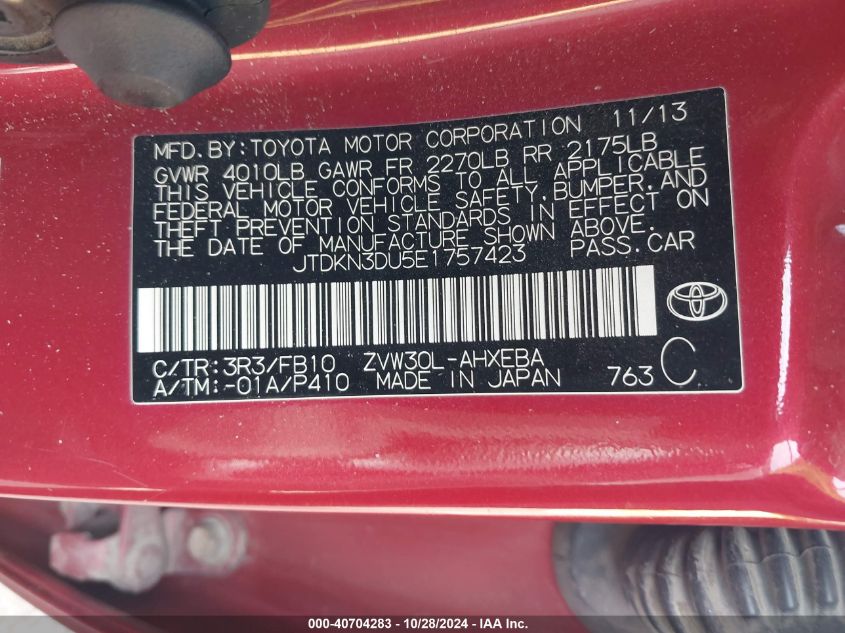 MFD. BY: TOYOTA MOTOR CORPORATION 11/13
GVWR 4010LB GAWR FR 2270LB RR 2175LB
THIS VEHICLE CONFORMS TO ALL APPLICABLE
FEDERAL MOTOR VEHICLE SAFETY, BUMPER, AND
THEFT PREVENTION STANDARDS IN EFFECT ON
THE DATE OF MANUFACTURE SHOWN ABOVE.
JTDKN3DU5E1757423 PASS. CAR
C/TR: 3R3/FB10 ZVW30L-AHXEBA
A/TM: -01A/P410 MADE IN JAPAN 763 C
000-40704283 - 10/28/2024 - IAA Inc.